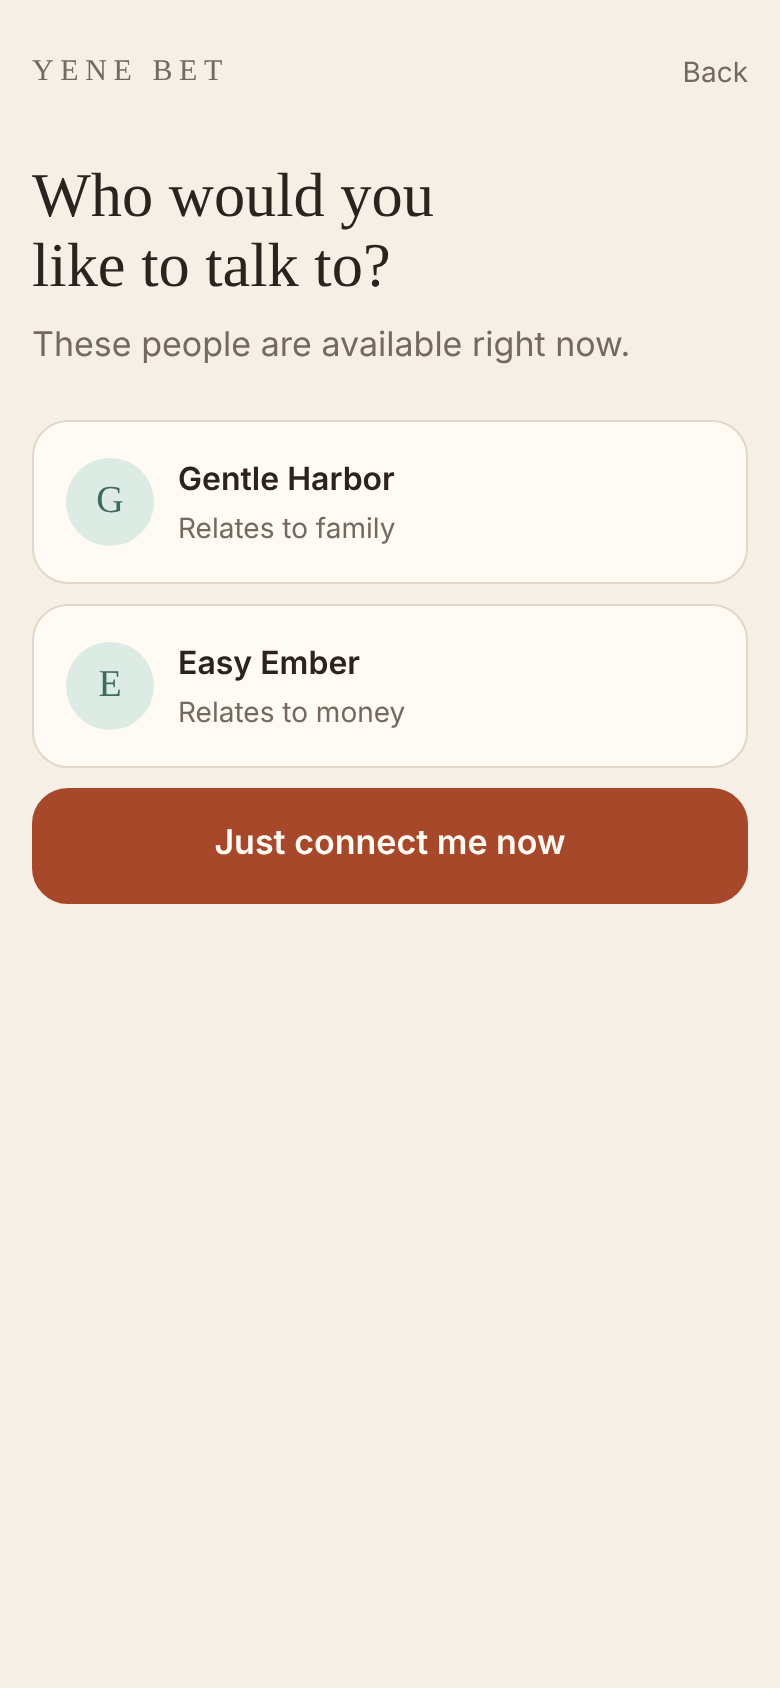 YENE BET
Back
Who would you
like to talk to?
These people are available right now.
G
Gentle Harbor
Relates to family
E
Easy Ember
Relates to money
Just connect me now